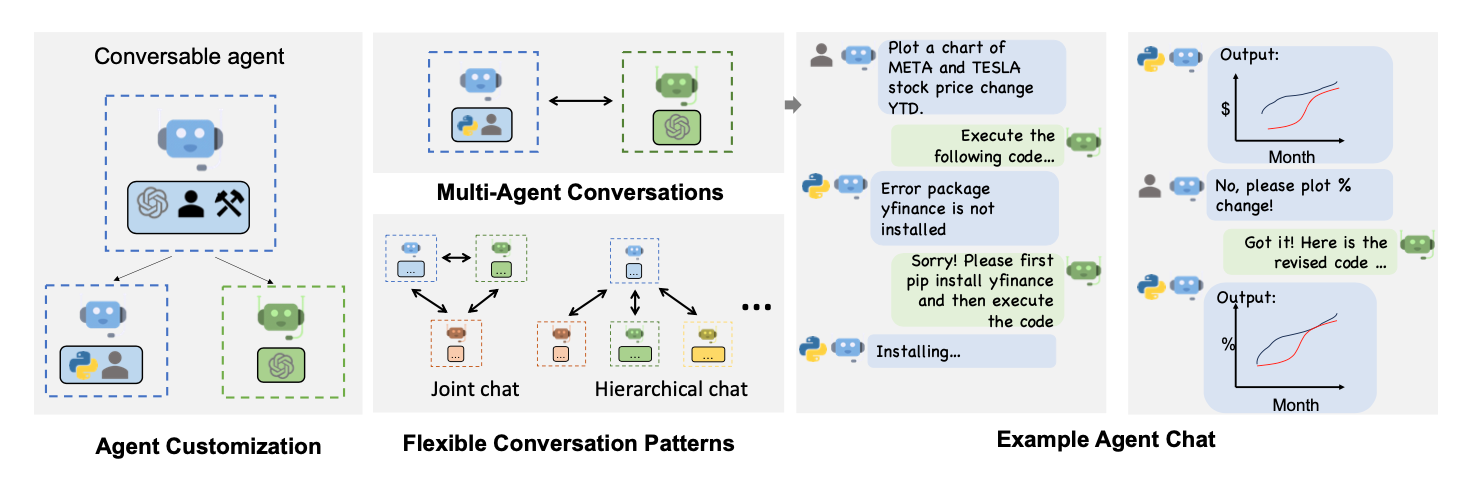 Conversable agent
Agent Customization
Multi-Agent Conversations
...
...
...
...
...
...
...
...
Joint chat
Hierarchical chat
Flexible Conversation Patterns
Plot a chart of
META and TESLA
stock price change
YTD.
Execute the
following code...
Error package
yfinance is not
installed
Sorry! Please first
pip install yfinance
and then execute
the code
Installing...
Output:
$
Month
No, please plot %
change!
Got it! Here is the
revised code ...
Output:
%
Month
Example Agent Chat